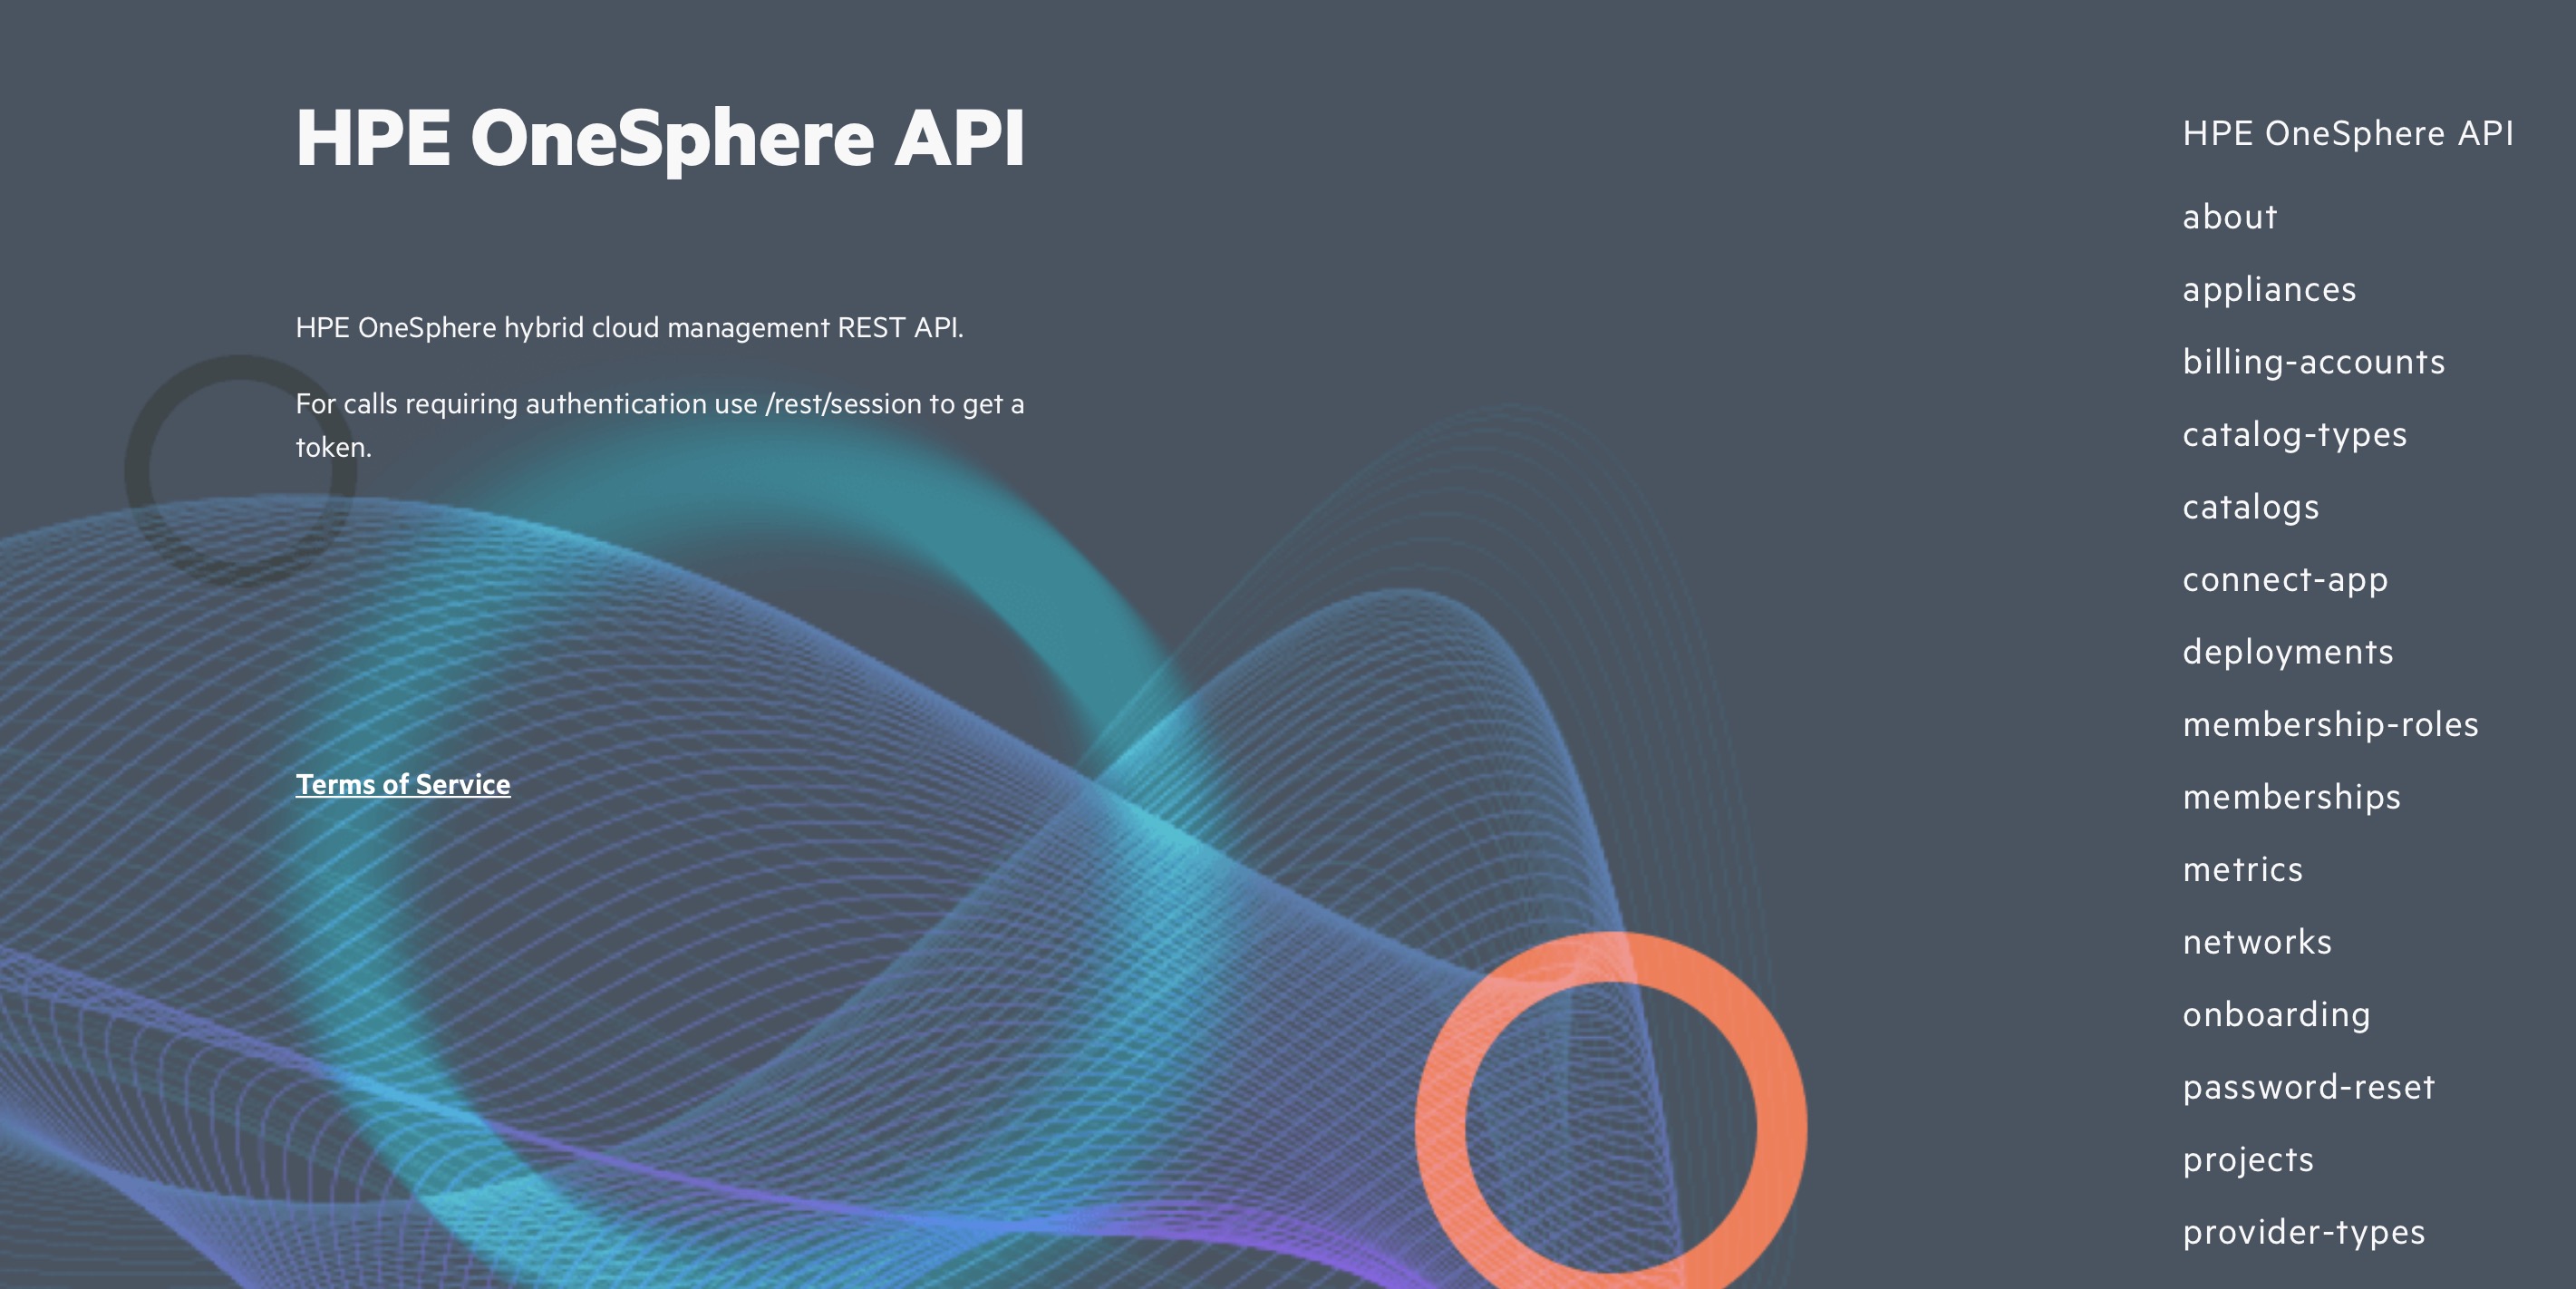 HPE OneSphere API
HPE OneSphere hybrid cloud management REST API.
For calls requiring authentication use /rest/session to get a
token.
Terms of Service
HPE OneSphere API
about
appliances
billing-accounts
catalog-types
catalogs
connect-app
deployments
membership-roles
memberships
metrics
networks
onboarding
password-reset
projects
provider-types